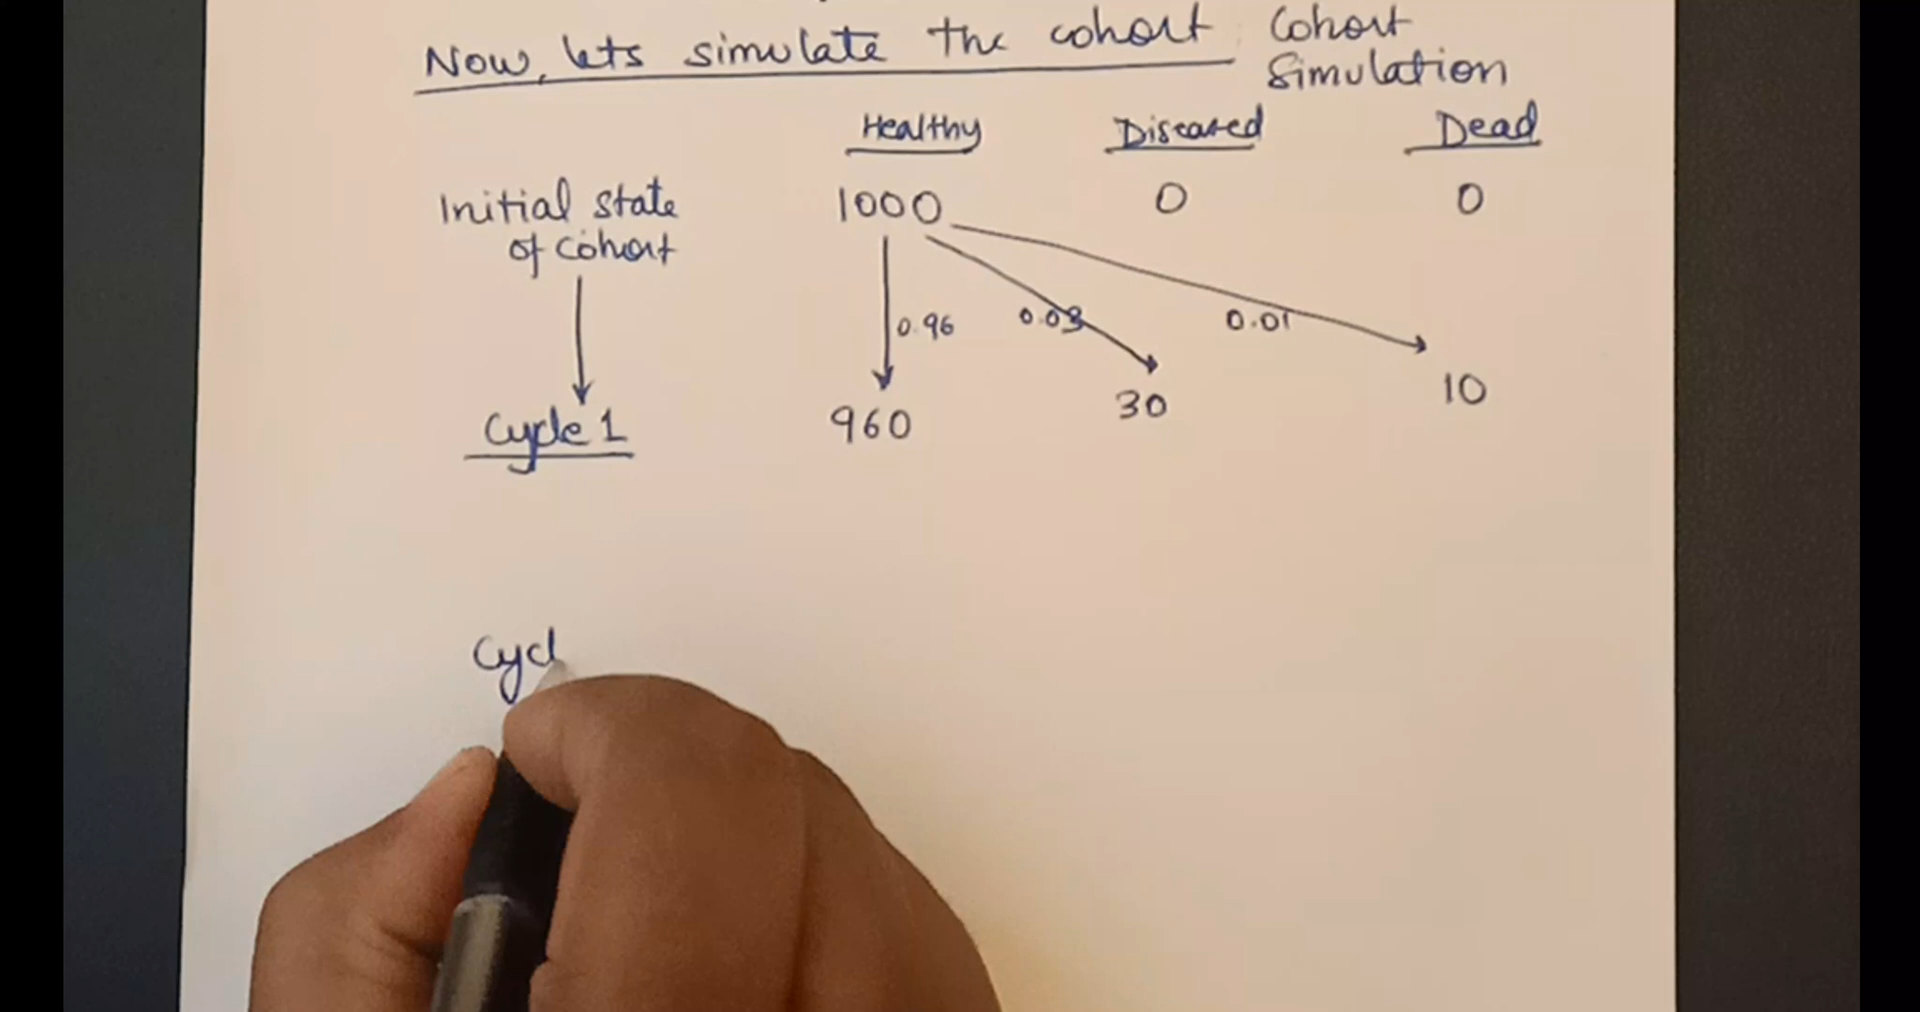 Now, lets simulate the cohort Cohort Simulation
Healthy Diseased Dead
Initial state of cohort 1000 0 0
0.96 0.03 0.01
Cycle 1 960 30 10
Cycl